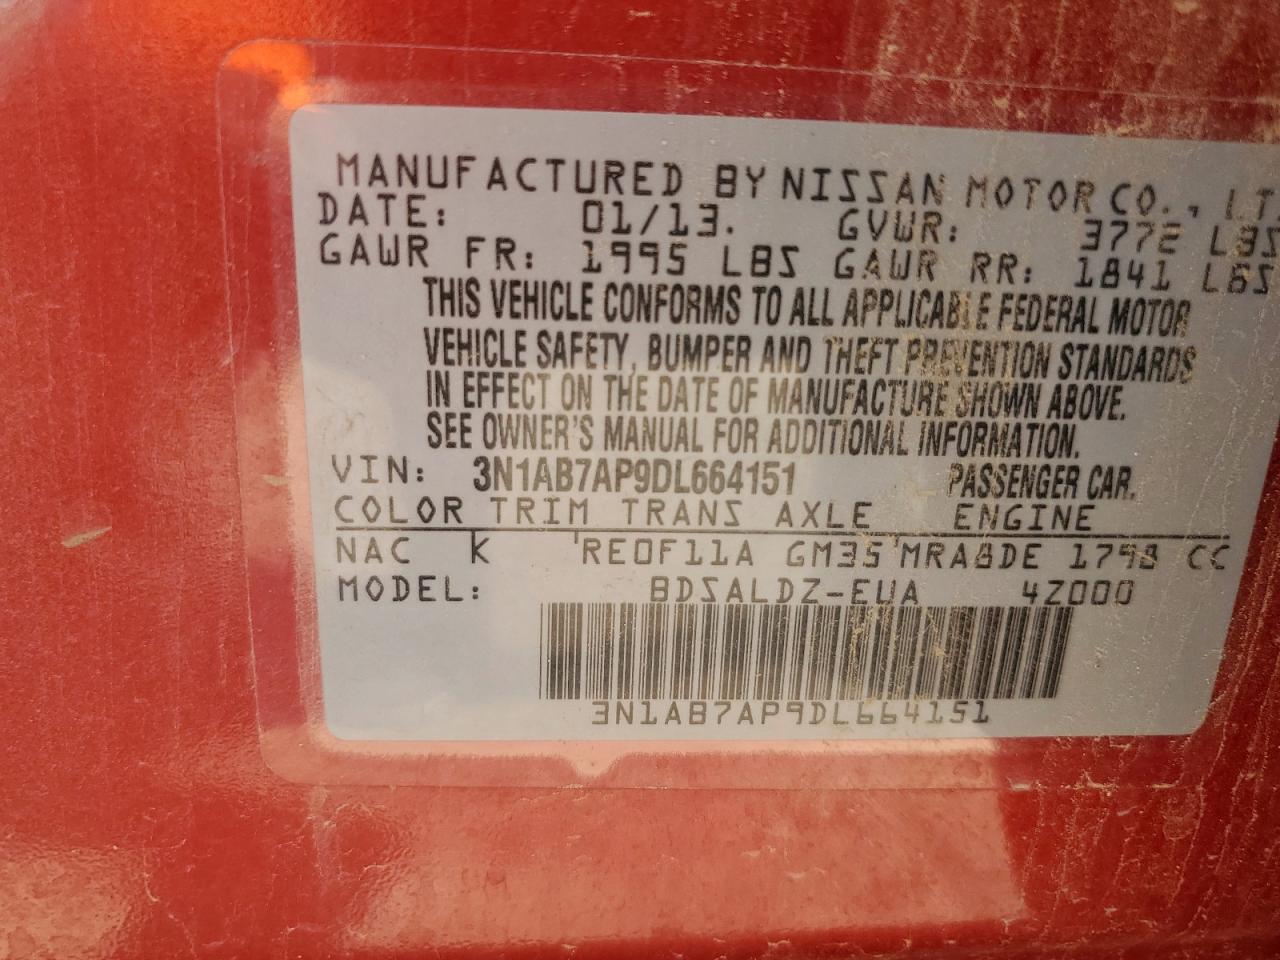 MANUFACTURED BY NISSAN MOTOR CO., LT
DATE: 01/13. GVWR: 3772 LBS
GAWR FR: 1995 LBS GAWR RR: 1841 LBS
THIS VEHICLE CONFORMS TO ALL APPLICABLE FEDERAL MOTOR
VEHICLE SAFETY, BUMPER AND THEFT PREVENTION STANDARDS
IN EFFECT ON THE DATE OF MANUFACTURE SHOWN ABOVE.
SEE OWNER'S MANUAL FOR ADDITIONAL INFORMATION.
VIN: 3N1AB7AP9DL664151 PASSENGER CAR.
COLOR TRIM TRANS AXLE ENGINE
NAC K RE0F11A GM35 MRA8DE 1798 CC
MODEL: BDSALDZ-EUA 4Z000
3N1AB7AP9DL664151